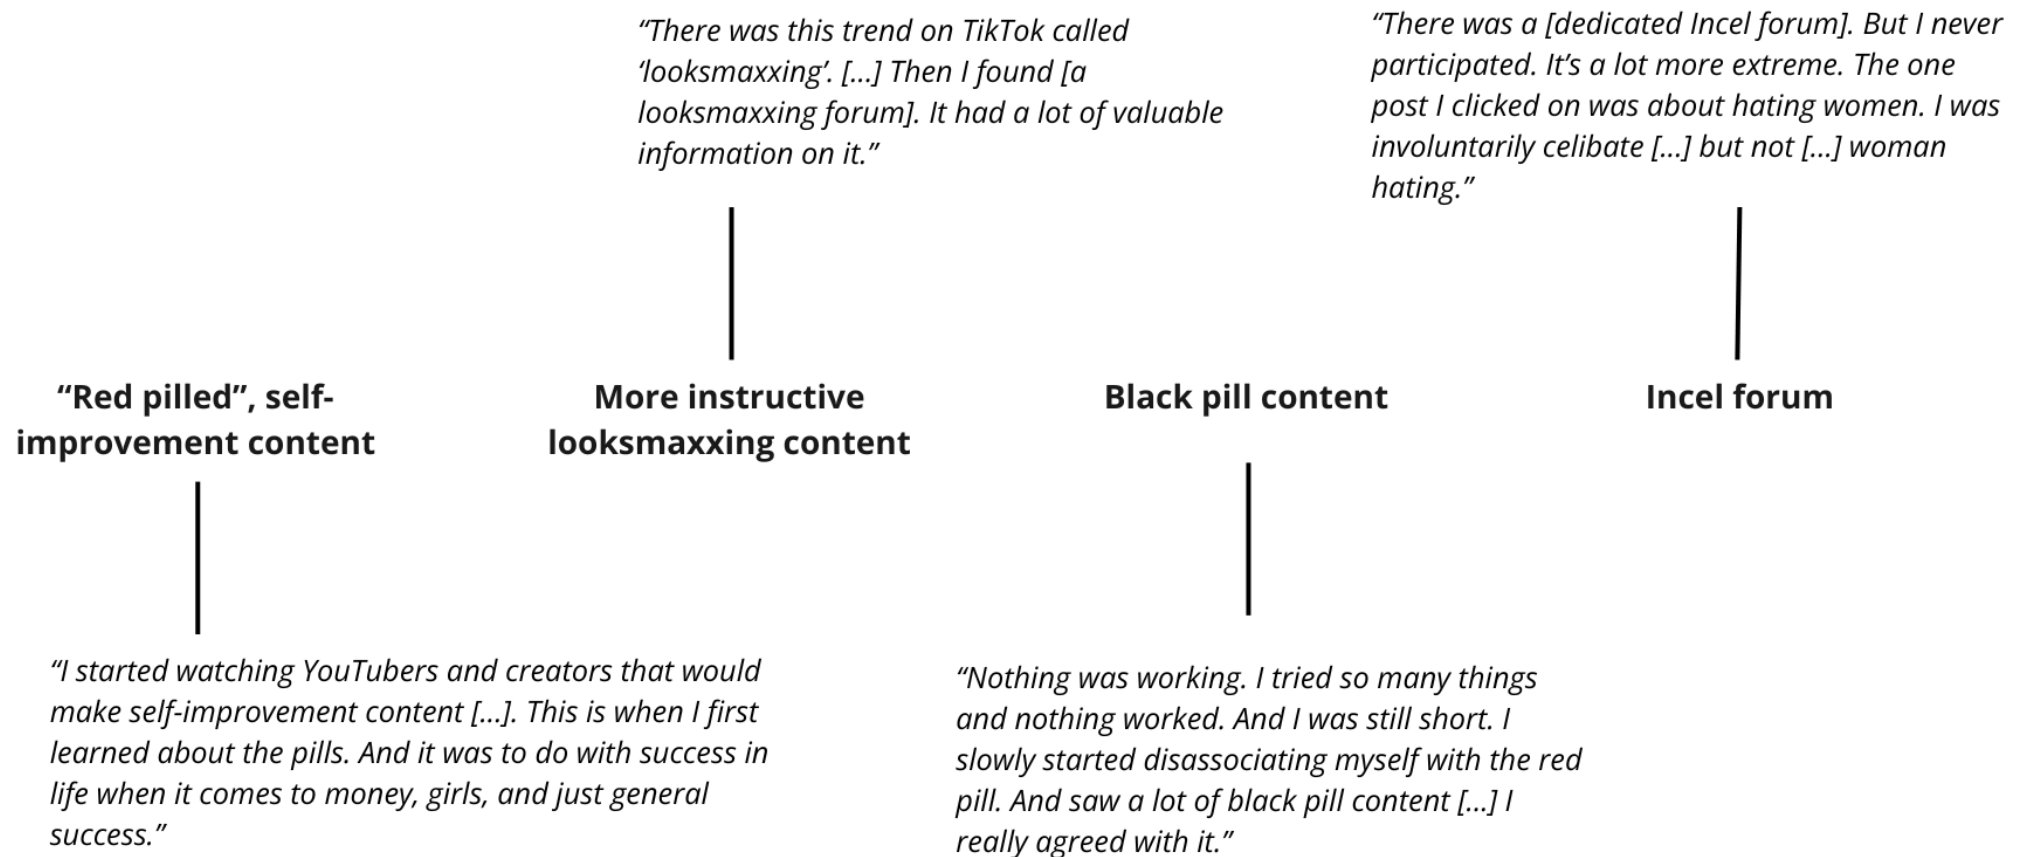 “There was this trend on TikTok called
‘looksmaxxing’. [...] Then I found [a
looksmaxxing forum]. It had a lot of valuable
information on it.”
“There was a [dedicated Incel forum]. But I never
participated. It’s a lot more extreme. The one
post I clicked on was about hating women. I was
involuntarily celibate [...] but not [...] woman
hating.”
“Red pilled”, self-
improvement content
More instructive
looksmaxxing content
Black pill content
Incel forum
“I started watching YouTubers and creators that would
make self-improvement content [...]. This is when I first
learned about the pills. And it was to do with success in
life when it comes to money, girls, and just general
success.”
“Nothing was working. I tried so many things
and nothing worked. And I was still short. I
slowly started disassociating myself with the red
pill. And saw a lot of black pill content [...] I
really agreed with it.”